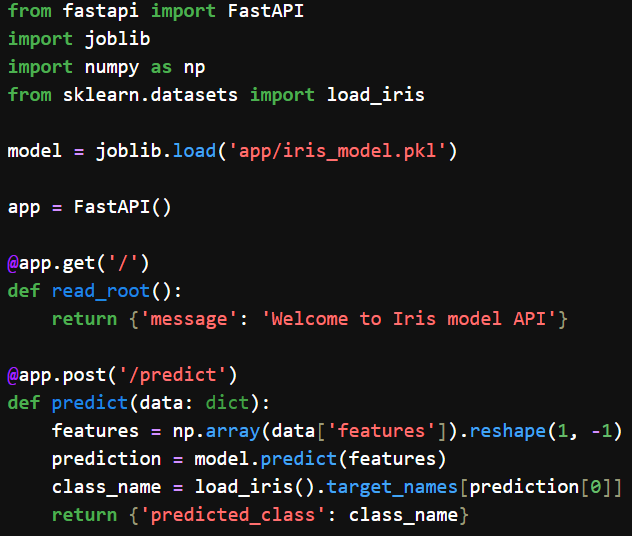 from fastapi import FastAPI
import joblib
import numpy as np
from sklearn.datasets import load_iris

model = joblib.load('app/iris_model.pkl')

app = FastAPI()

@app.get('/')
def read_root():
    return {'message': 'Welcome to Iris model API'}

@app.post('/predict')
def predict(data: dict):
    features = np.array(data['features']).reshape(1, -1)
    prediction = model.predict(features)
    class_name = load_iris().target_names[prediction[0]]
    return {'predicted_class': class_name}